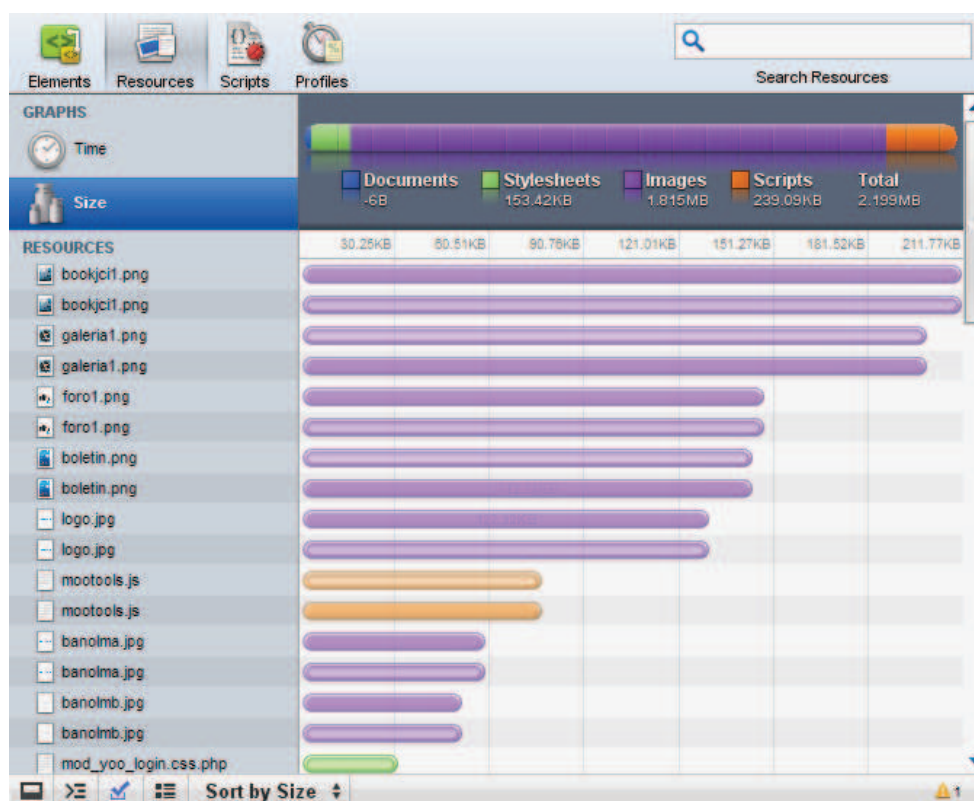 Elements Resources Scripts Profiles
Search Resources
GRAPHS
Time
Size
Documents Stylesheets Images Scripts Total
-6B 153.42KB 1.815MB 239.09KB 2.199MB
RESOURCES
30.25KB 60.51KB 90.76KB 121.01KB 151.27KB 181.52KB 211.77KB
bookjci1.png
bookjci1.png
galeria1.png
galeria1.png
foro1.png
foro1.png
boletin.png
boletin.png
logo.jpg
logo.jpg
mootools.js
mootools.js
banolma.jpg
banolma.jpg
banolmb.jpg
banolmb.jpg
mod_yoo_login.css.php
Sort by Size
1